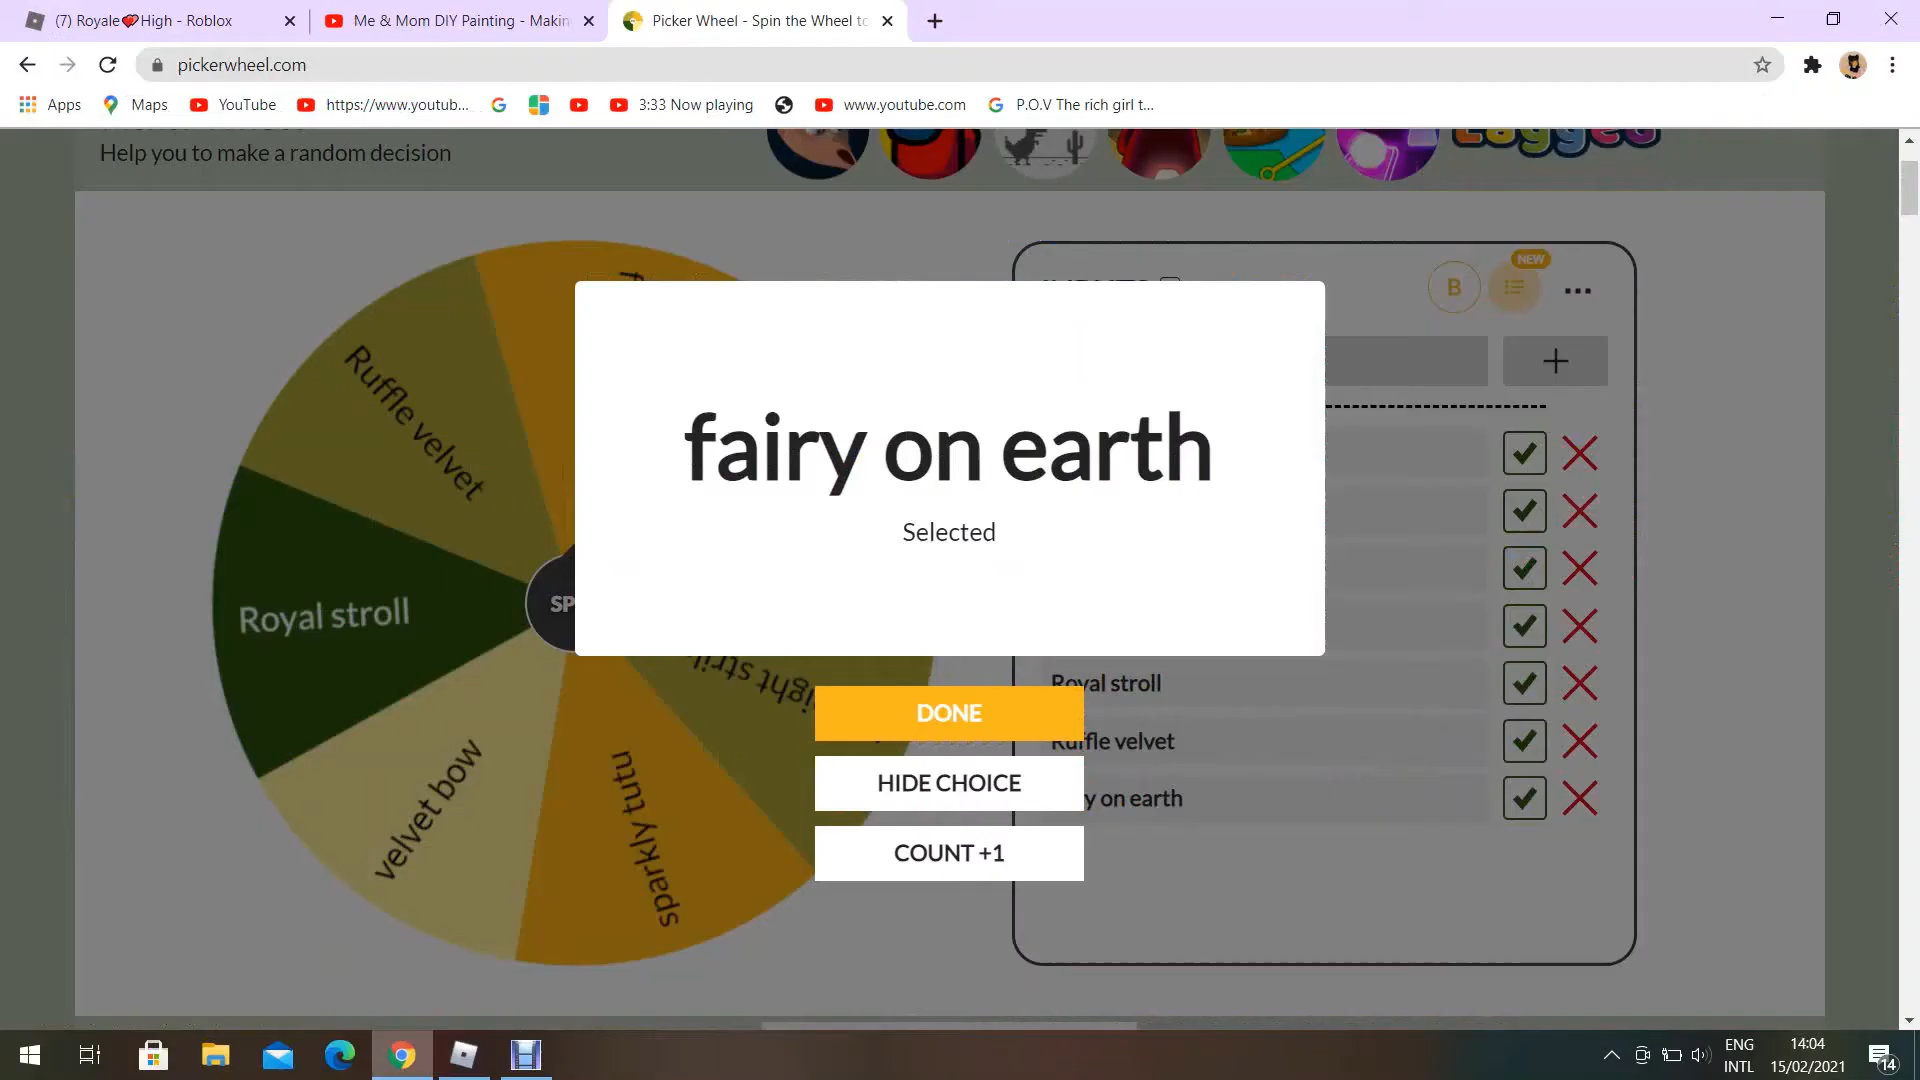 (7) Royale❤High - Roblox
Me & Mom DIY Painting - Makin
Picker Wheel - Spin the Wheel to
pickerwheel.com
Apps
Maps
YouTube
https://www.youtub...
3:33 Now playing
www.youtube.com
P.O.V The rich girl t...
Help you to make a random decision
Tagged
NEW
B
Ruffle velvet
fairy on earth
Selected
Royal stroll
SP
velvet bow
sparkly tutu
DONE
HIDE CHOICE
COUNT +1
Royal stroll
Ruffle velvet
y on earth
ENG
INTL
14:04
15/02/2021
14